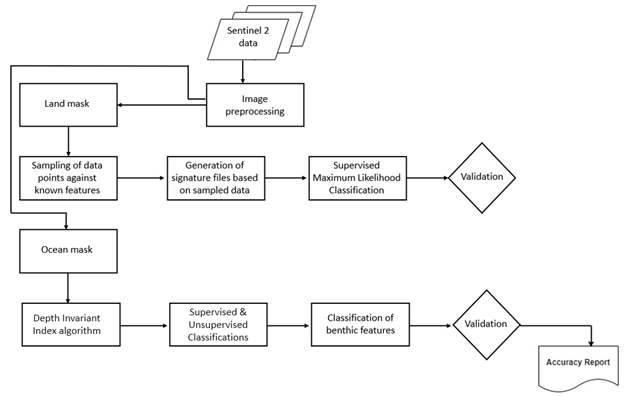 Sentinel 2
data
Image
preprocessing
Land mask
Sampling of data
points against
known features
Generation of
signature files based
on sampled data
Supervised
Maximum Likelihood
Classification
Validation
Ocean mask
Depth Invariant
Index algorithm
Supervised &
Unsupervised
Classifications
Classification of
benthic features
Validation
Accuracy Report